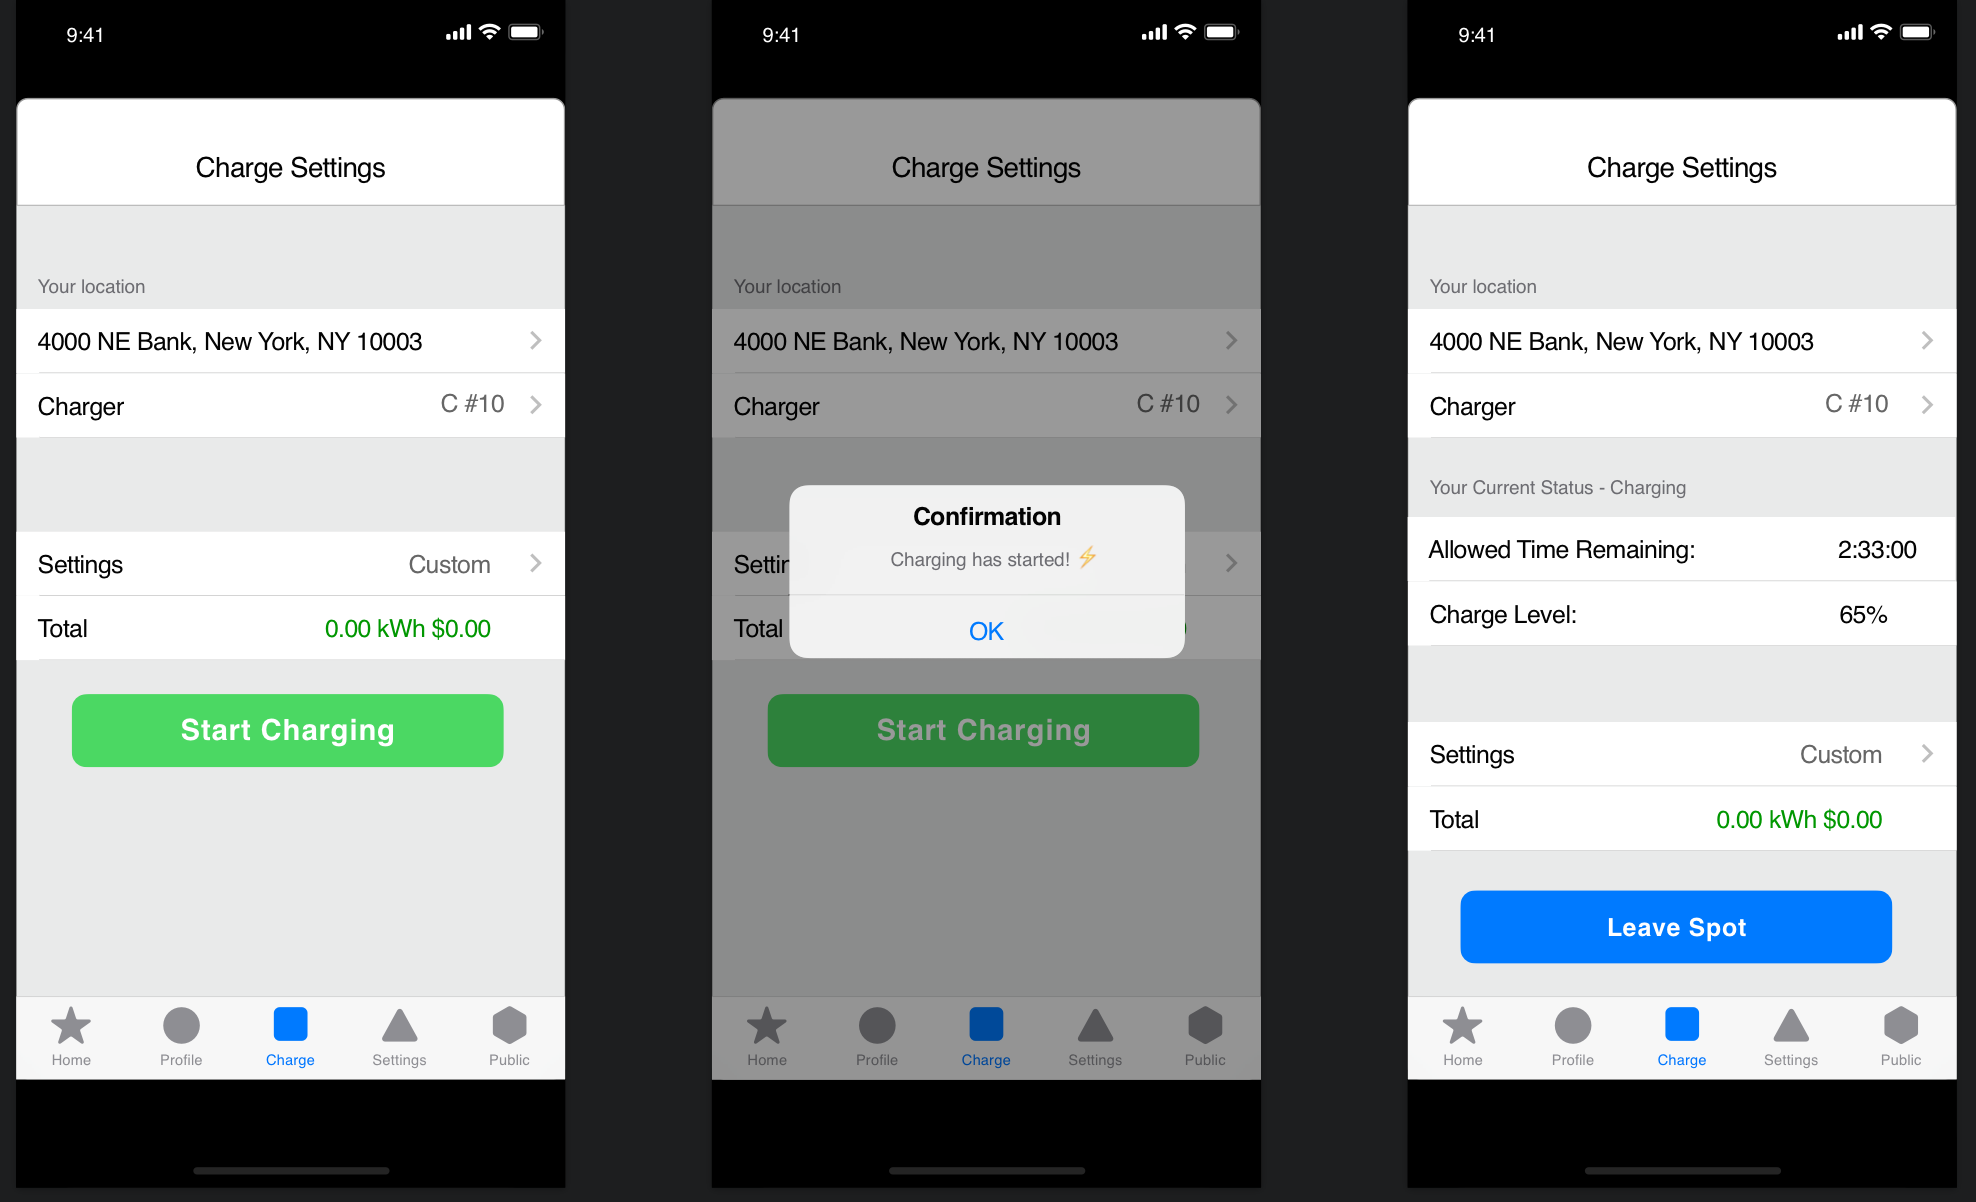 9:41
Charge Settings
Your location
4000 NE Bank, New York, NY 10003
Charger C #10
Settings Custom
Total 0.00 kWh $0.00
Start Charging
Home Profile Charge Settings Public
9:41
Charge Settings
Your location
4000 NE Bank, New York, NY 10003
Charger C #10
Confirmation
Charging has started! ⚡
OK
Total
Start Charging
Home Profile Charge Settings Public
9:41
Charge Settings
Your location
4000 NE Bank, New York, NY 10003
Charger C #10
Your Current Status - Charging
Allowed Time Remaining: 2:33:00
Charge Level: 65%
Settings Custom
Total 0.00 kWh $0.00
Leave Spot
Home Profile Charge Settings Public